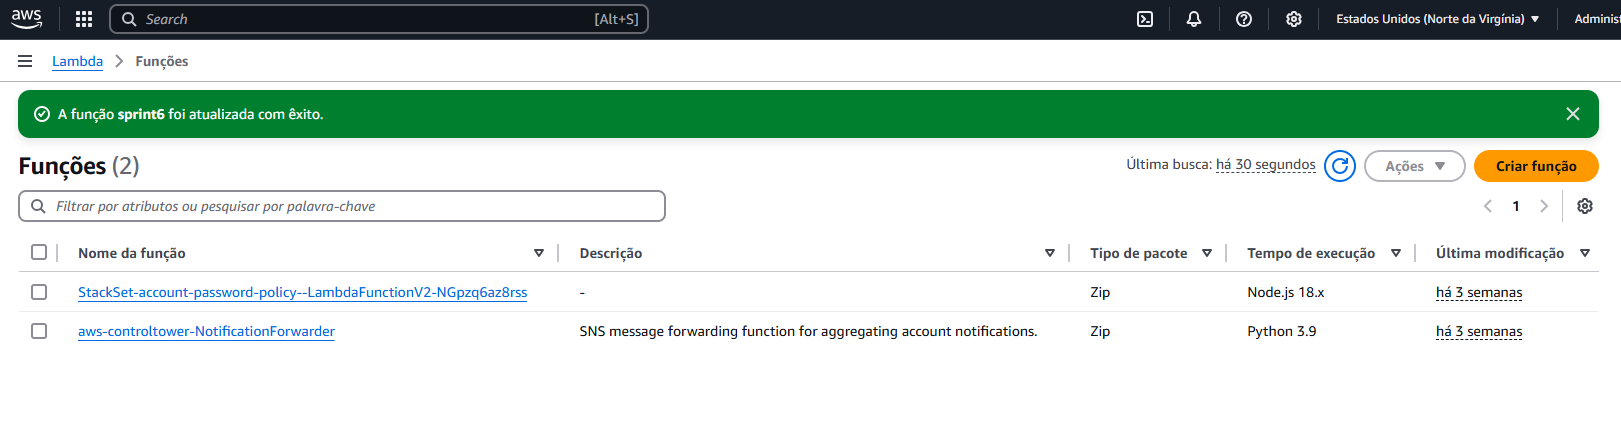 aws
Search [Alt+S] Estados Unidos (Norte da Virgínia) Adminis
Lambda > Funções
A função sprint6 foi atualizada com êxito.
Funções (2) Última busca: há 30 segundos Ações Criar função
Filtrar por atributos ou pesquisar por palavra-chave 1
Nome da função Descrição Tipo de pacote Tempo de execução Última modificação
StackSet-account-password-policy--LambdaFunctionV2-NGpzq6az8rss - Zip Node.js 18.x há 3 semanas
aws-controltower-NotificationForwarder SNS message forwarding function for aggregating account notifications. Zip Python 3.9 há 3 semanas